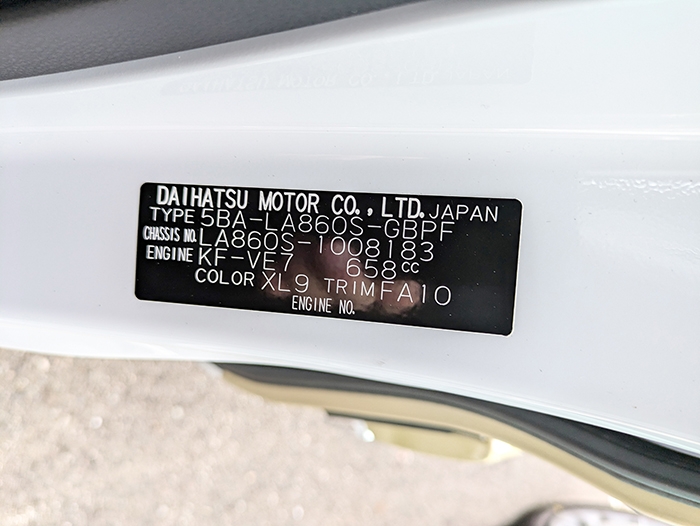 DAIHATSU MOTOR CO., LTD. JAPAN
TYPE 5BA-LA860S-GBPF
CHASSIS NO. LA860S-1008183
ENGINE KF-VE7 658cc
COLOR XL9 TRIM FA10
ENGINE NO.